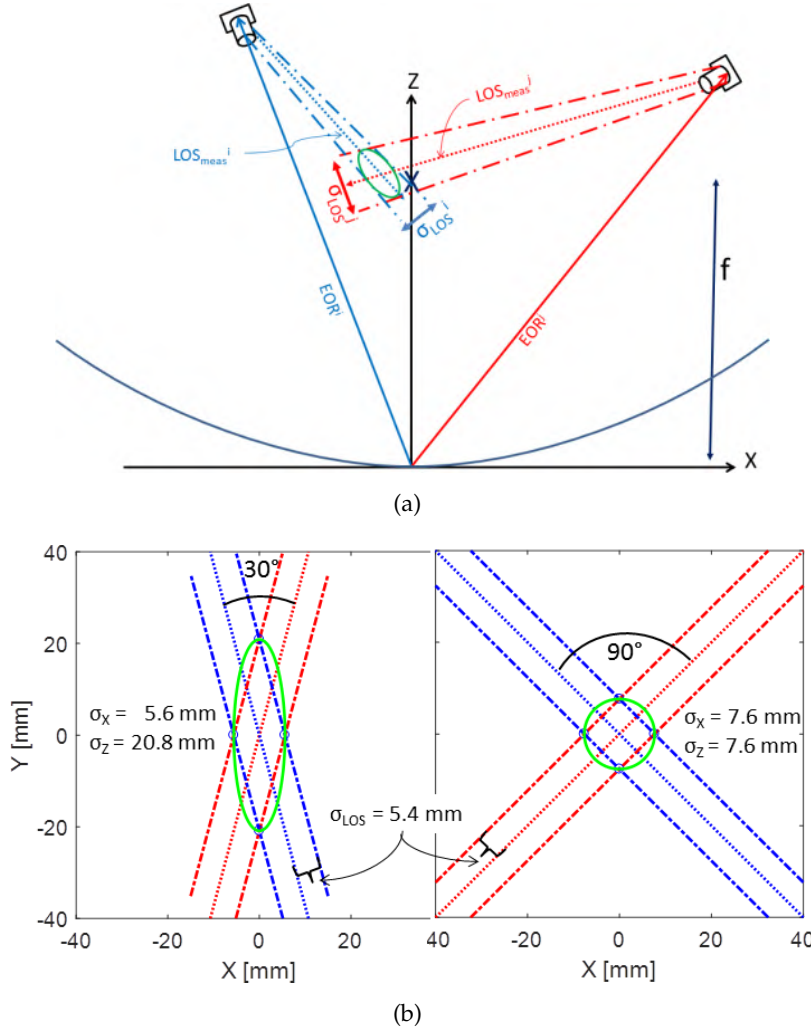 Z
LOSmeas^j
LOSmeas^i
X
σLOS^j
σLOS^i
f
EOR^i
EOR^j
X
(a)
40
20
0
-20
-40
Y [mm]
30°
σX = 5.6 mm
σZ = 20.8 mm
-40
-20
0
20
X [mm]
σLOS = 5.4 mm
90°
σX = 7.6 mm
σZ = 7.6 mm
40
-20
0
20
40
X [mm]
(b)